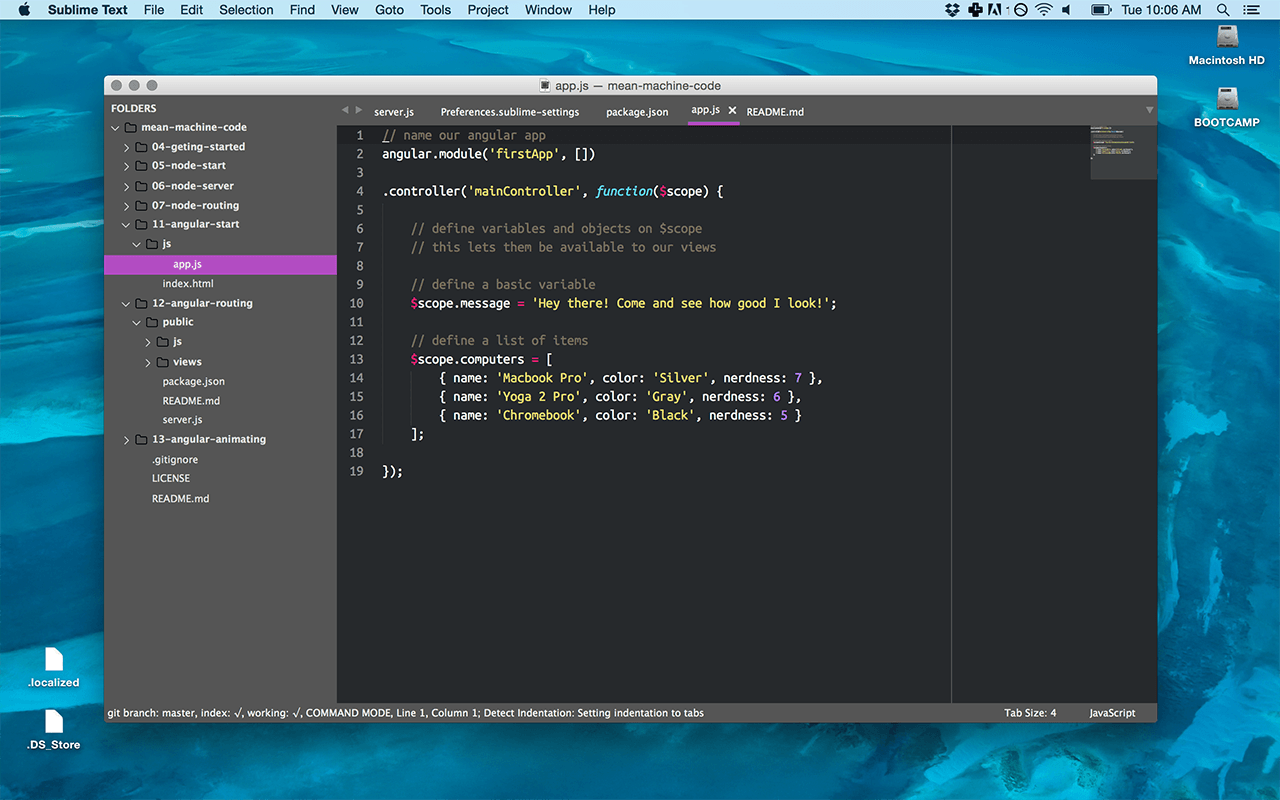 Sublime Text File Edit Selection Find View Goto Tools Project Window Help Tue 10:06 AM
Macintosh HD
BOOTCAMP
app.js — mean-machine-code
FOLDERS
mean-machine-code
04-geting-started
05-node-start
06-node-server
07-node-routing
11-angular-start
js
app.js
index.html
12-angular-routing
public
js
views
package.json
README.md
server.js
13-angular-animating
.gitignore
LICENSE
README.md
server.js Preferences.sublime-settings package.json app.js README.md
1 // name our angular app
2 angular.module('firstApp', [])
3
4 .controller('mainController', function($scope) {
5
6 // define variables and objects on $scope
7 // this lets them be available to our views
8
9 // define a basic variable
10 $scope.message = 'Hey there! Come and see how good I look!';
11
12 // define a list of items
13 $scope.computers = [
14 { name: 'Macbook Pro', color: 'Silver', nerdness: 7 },
15 { name: 'Yoga 2 Pro', color: 'Gray', nerdness: 6 },
16 { name: 'Chromebook', color: 'Black', nerdness: 5 }
17 ];
18
19 });
git branch: master, index: √, working: √, COMMAND MODE, Line 1, Column 1; Detect Indentation: Setting indentation to tabs Tab Size: 4 JavaScript
.localized
.DS_Store